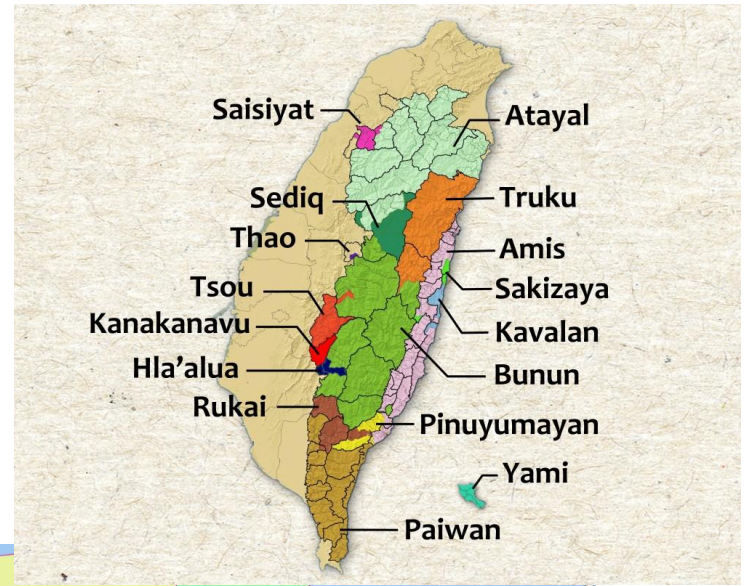 Saisiyat
Atayal
Sediq
Truku
Thao
Amis
Tsou
Sakizaya
Kanakanavu
Kavalan
Hla'alua
Bunun
Rukai
Pinuyumayan
Yami
Paiwan